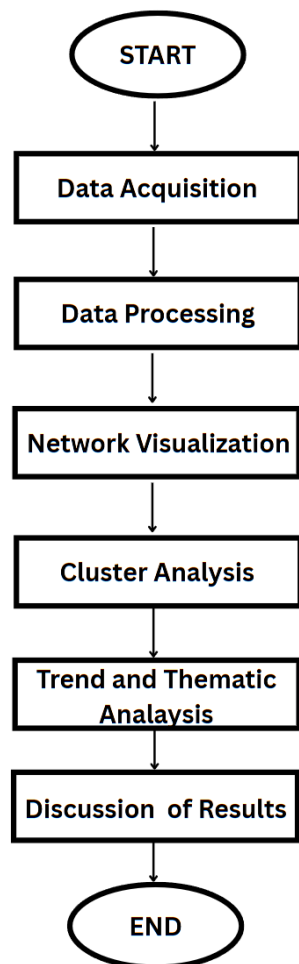 START
Data Acquisition
Data Processing
Network Visualization
Cluster Analysis
Trend and Thematic
Analaysis
Discussion of Results
END